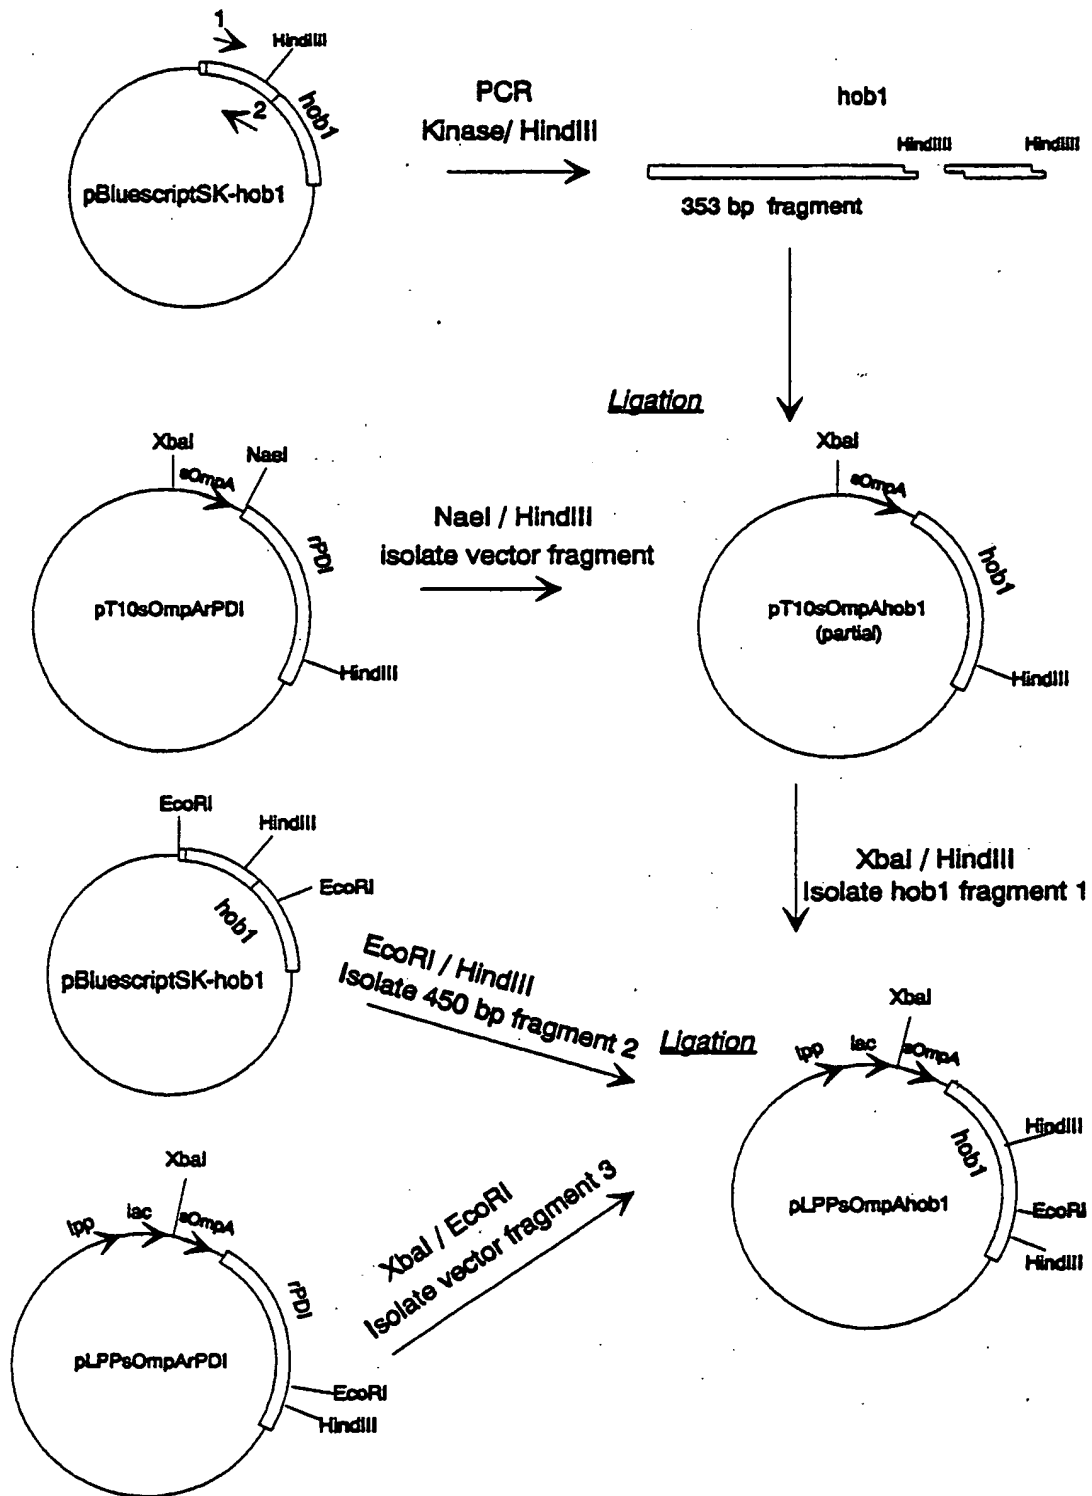 1
HindIII
2
hob1
pBluescriptSK-hob1
PCR
Kinase/ HindIII
hob1
HindIII
HindIII
353 bp fragment
Ligation
XbaI
sOmpA
NaeI
rPDI
pT10sOmpArPDI
HindIII
NaeI / HindIII
isolate vector fragment
XbaI
sOmpA
hob1
pT10sOmpAhob1
(partial)
HindIII
XbaI / HindIII
Isolate hob1 fragment 1
EcoRI
HindIII
EcoRI
hob1
pBluescriptSK-hob1
EcoRI / HindIII
Isolate 450 bp fragment 2
Ligation
XbaI
lpp
lac
sOmpA
rPDI
pLPPsOmpArPDI
EcoRI
HindIII
XbaI / EcoRI
Isolate vector fragment 3
XbaI
lpp
lac
sOmpA
hob1
HindIII
pLPPsOmpAhob1
EcoRI
HindIII